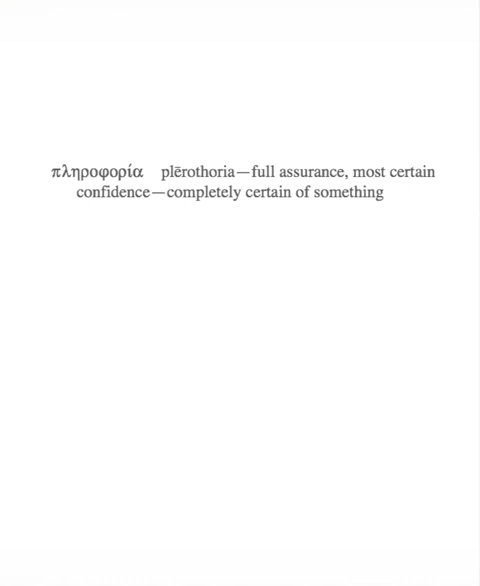 πληροφορία plērothoria—full assurance, most certain
confidence—completely certain of something